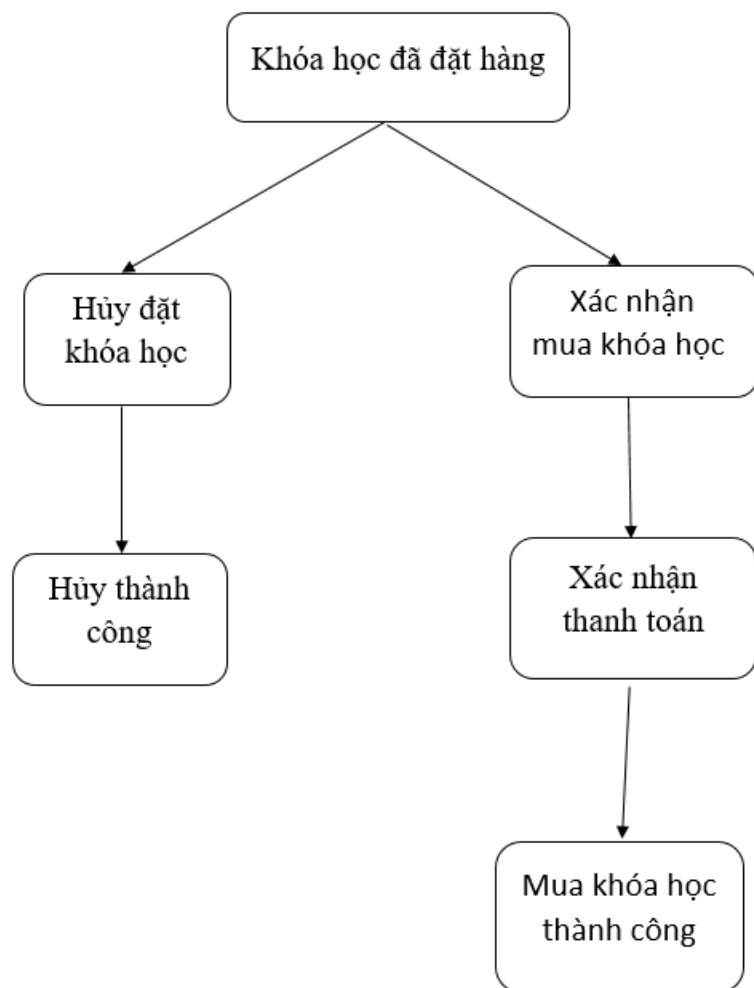 Khóa học đã đặt hàng
Hủy đặt
khóa học
Xác nhận
mua khóa học
Hủy thành
công
Xác nhận
thanh toán
Mua khóa học
thành công